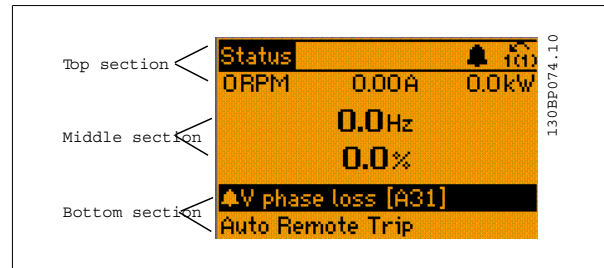 Top section
Middle section
Bottom section
Status
1(1)
0RPM 0.00A 0.0kW
0.0Hz
0.0%
V phase loss [A31]
Auto Remote Trip
130BP074.10